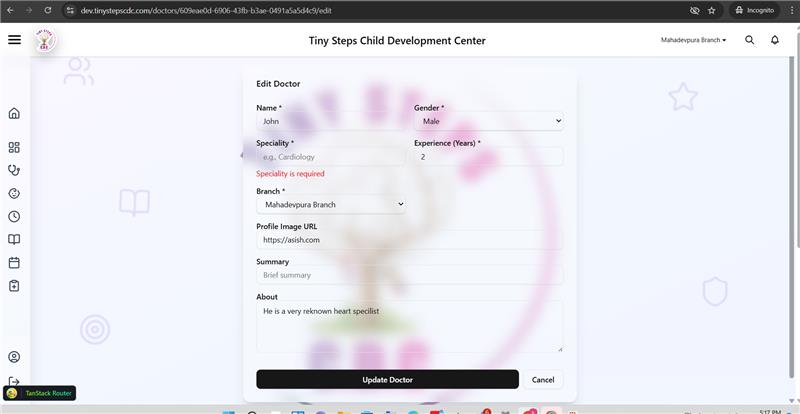 dev.tinystepscdc.com/doctors/609eae0d-6906-43fb-b3ae-0491a5a5d4c9/edit
Incognito
Tiny Steps Child Development Center
Mahadevpura Branch
Edit Doctor
Name * Gender *
John Male
Speciality * Experience (Years) *
e.g., Cardiology 2
Speciality is required
Branch *
Mahadevpura Branch
Profile Image URL
https://asish.com
Summary
Brief summary
About
He is a very reknown heart specilist
Update Doctor Cancel
TanStack Router
5:17 PM